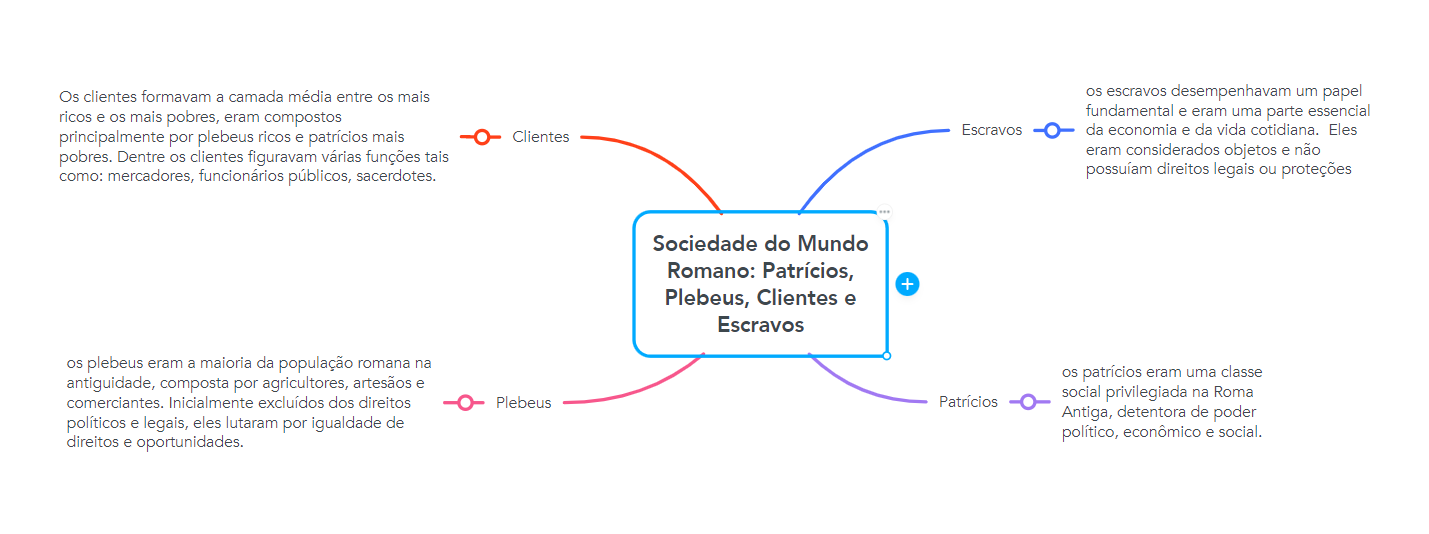 Sociedade do Mundo
Romano: Patrícios,
Plebeus, Clientes e
Escravos
Clientes
Os clientes formavam a camada média entre os mais
ricos e os mais pobres, eram compostos
principalmente por plebeus ricos e patrícios mais
pobres. Dentre os clientes figuravam várias funções tais
como: mercadores, funcionários públicos, sacerdotes.
Escravos
os escravos desempenhavam um papel
fundamental e eram uma parte essencial
da economia e da vida cotidiana. Eles
eram considerados objetos e não
possuíam direitos legais ou proteções
Plebeus
os plebeus eram a maioria da população romana na
antiguidade, composta por agricultores, artesãos e
comerciantes. Inicialmente excluídos dos direitos
políticos e legais, eles lutaram por igualdade de
direitos e oportunidades.
Patrícios
os patrícios eram uma classe
social privilegiada na Roma
Antiga, detentora de poder
político, econômico e social.